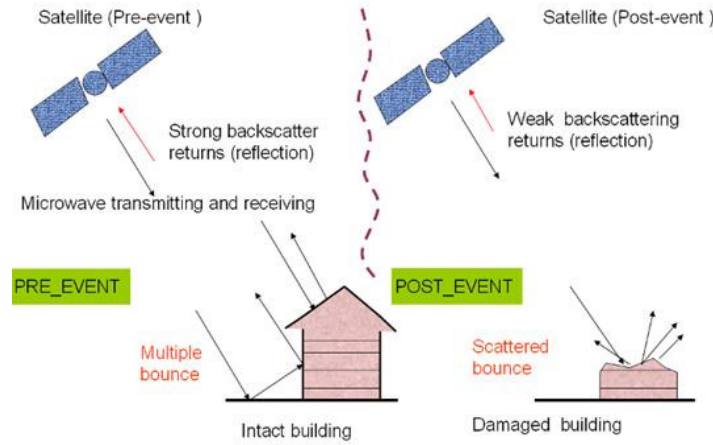 Satellite (Pre-event)
Strong backscatter
returns (reflection)
Microwave transmitting and receiving
PRE_EVENT
Multiple
bounce
Intact building
Satellite (Post-event )
Weak backscattering
returns (reflection)
POST_EVENT
Scattered
bounce
Damaged building